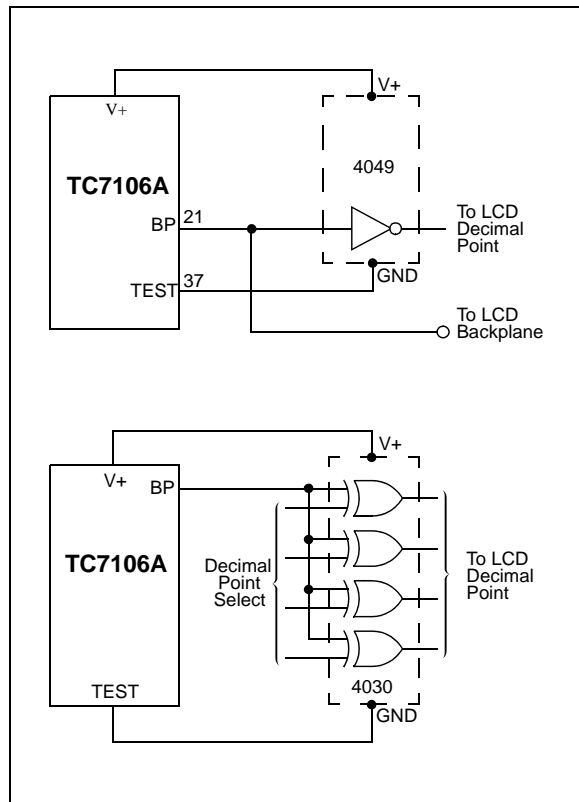 V+
V+
4049
TC7106A
BP
21
To LCD
Decimal
Point
GND
TEST
37
To LCD
Backplane
V+
V+
BP
TC7106A
Decimal
Point
Select
To LCD
Decimal
Point
4030
TEST
GND